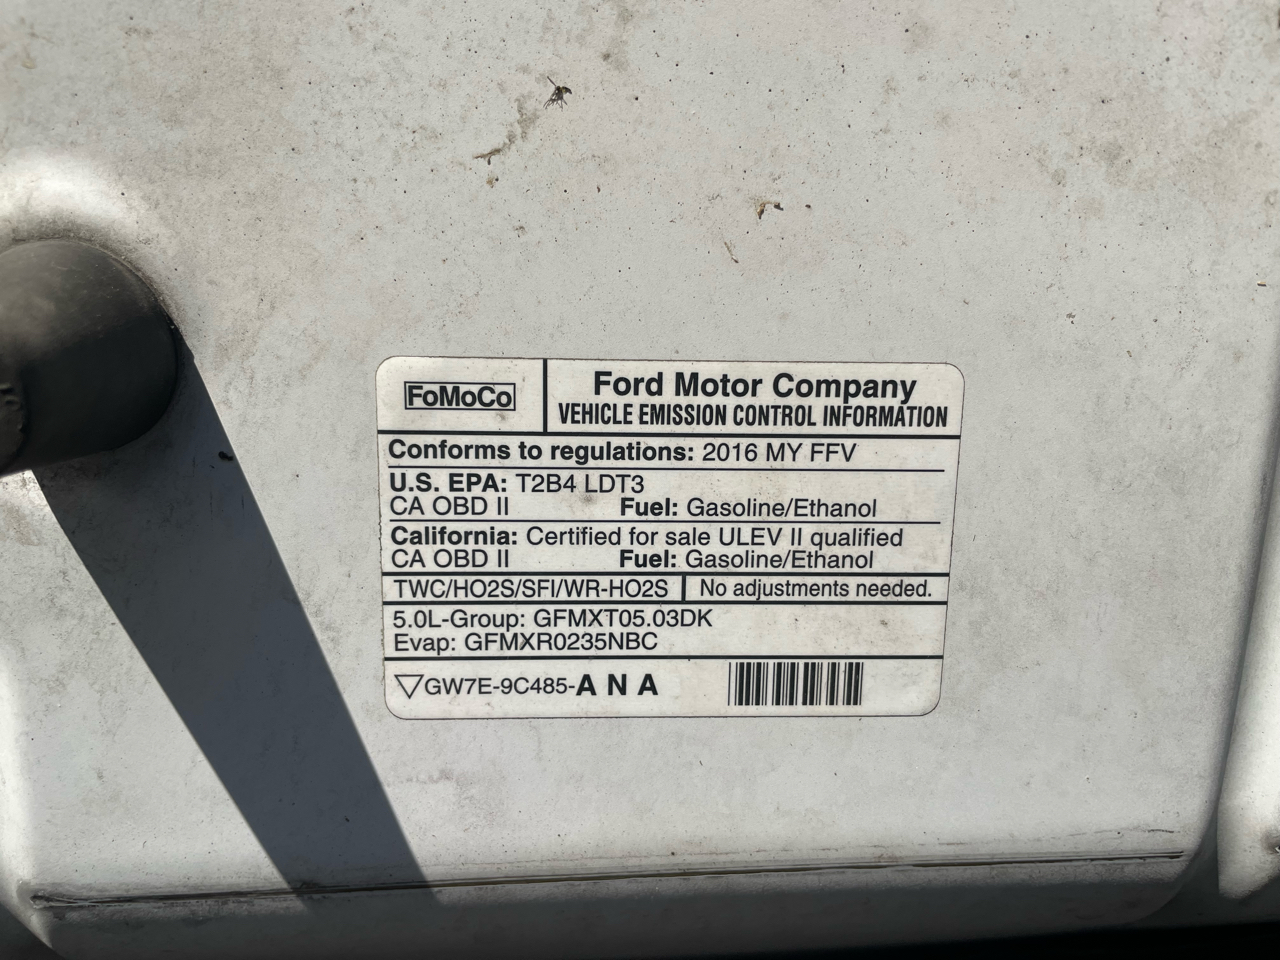 FoMoCo
Ford Motor Company
VEHICLE EMISSION CONTROL INFORMATION
Conforms to regulations: 2016 MY FFV
U.S. EPA: T2B4 LDT3
CA OBD II Fuel: Gasoline/Ethanol
California: Certified for sale ULEV II qualified
CA OBD II Fuel: Gasoline/Ethanol
TWC/HO2S/SFI/WR-HO2S No adjustments needed.
5.0L-Group: GFMXT05.03DK
Evap: GFMXR0235NBC
▽GW7E-9C485-A N A